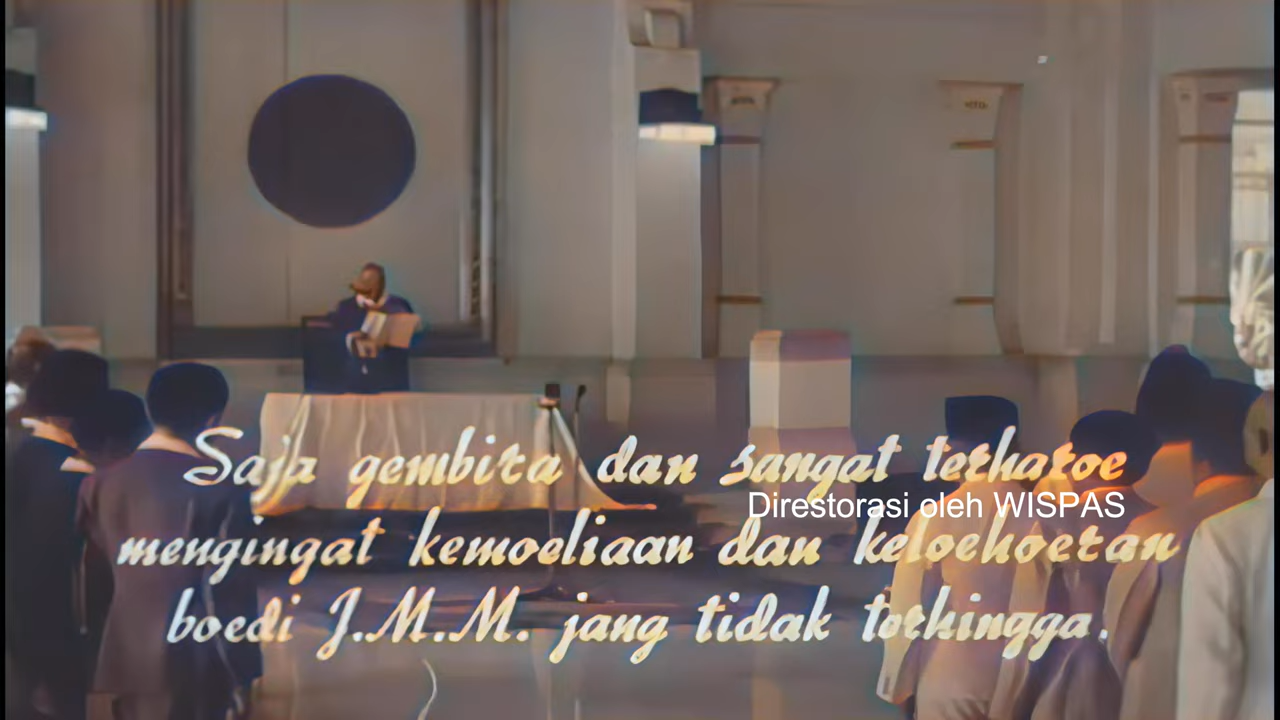 Saja gembira dan sangat terharoe
Direstorasi oleh WISPAS
mengingat kemoeliaan dan keloehoeran
boedi J.M.M. jang tidak terhingga.